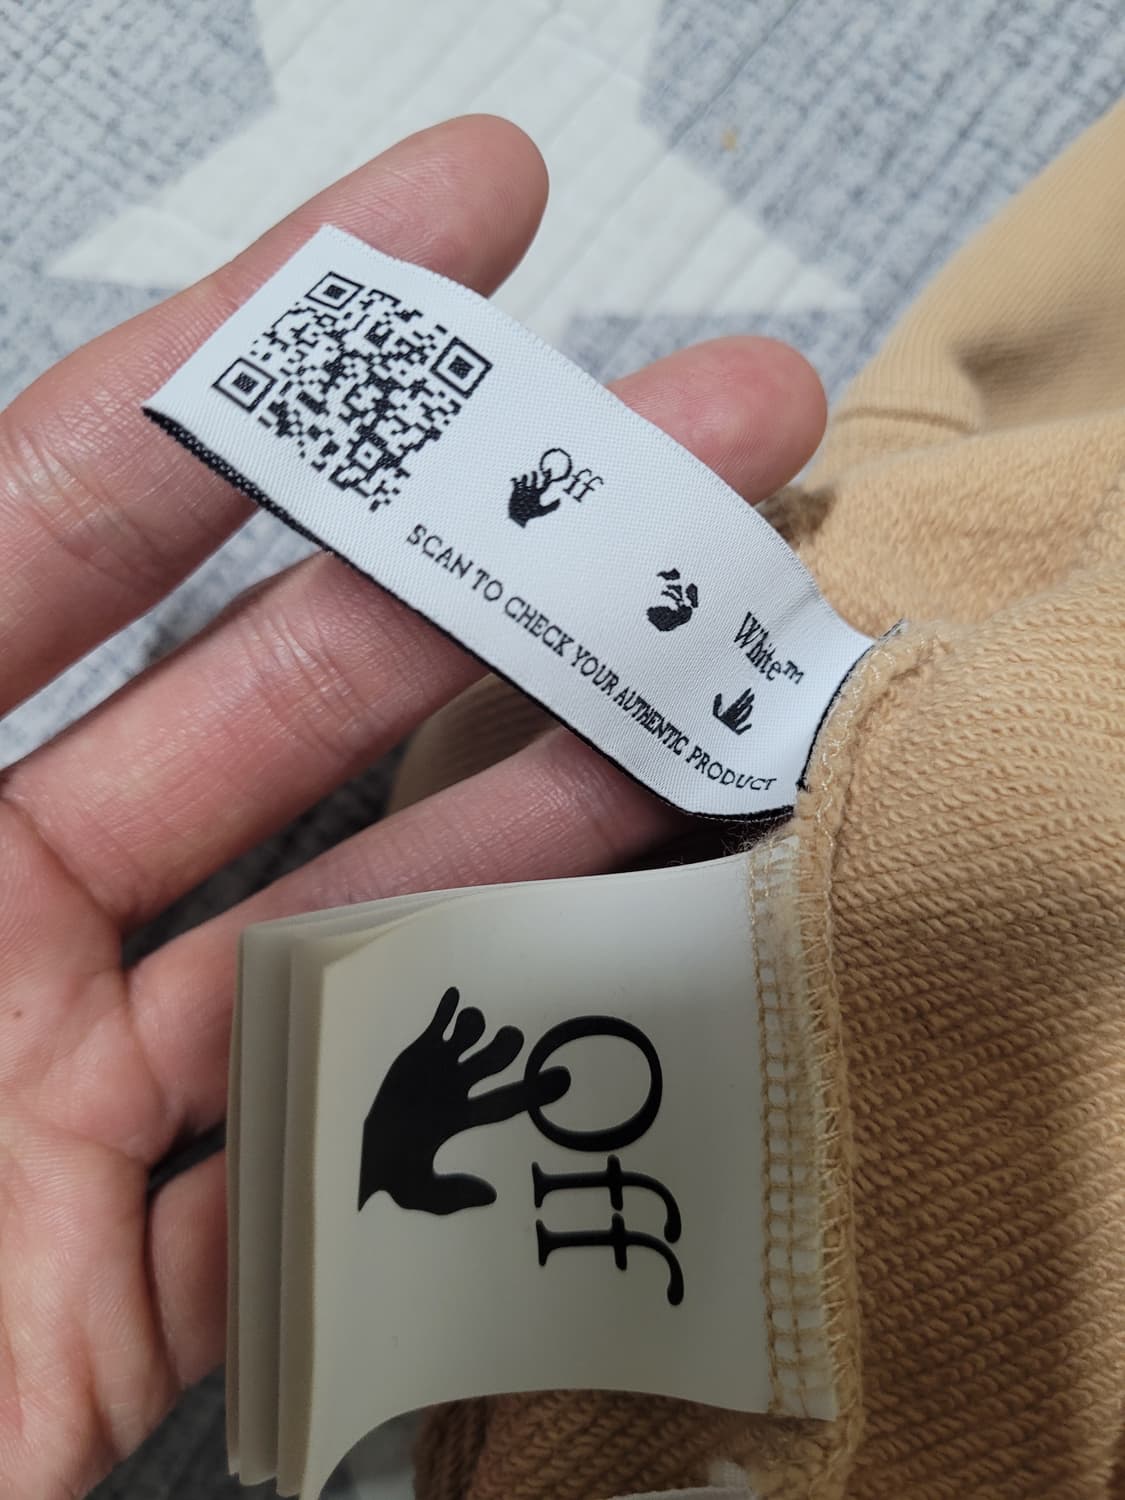 Off
White™
SCAN TO CHECK YOUR AUTHENTIC PRODUCT
Off